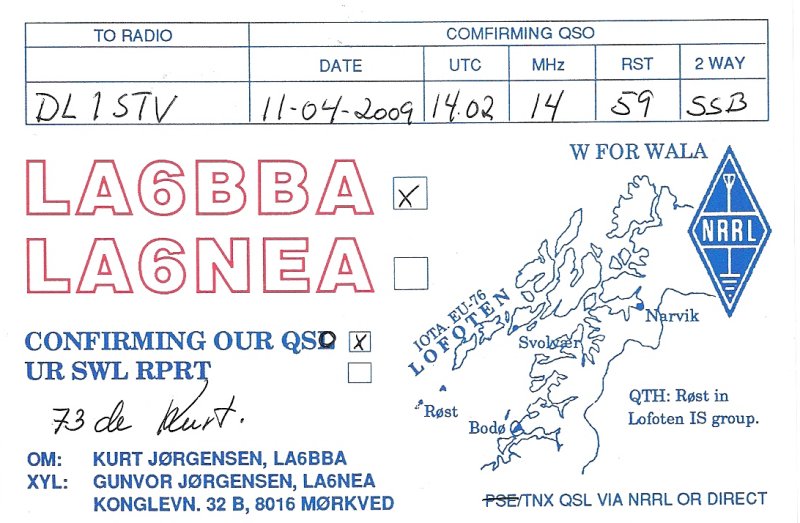 TO RADIO COMFIRMING QSO
DATE UTC MHz RST 2 WAY
DL1STV 11-04-2009 14.02 14 59 SSB
W FOR WALA
LA6BBA X
NRRL
LA6NEA
IOTA EU-76
LOFOTEN
Narvik
Svolvær
CONFIRMING OUR QSO X
UR SWL RPRT
QTH: Røst in
Lofoten IS group.
Røst
Bodø
73 de Kurt.
OM: KURT JØRGENSEN, LA6BBA
XYL: GUNVOR JØRGENSEN, LA6NEA
KONGLEVN. 32 B, 8016 MØRKVED
PSE/TNX QSL VIA NRRL OR DIRECT